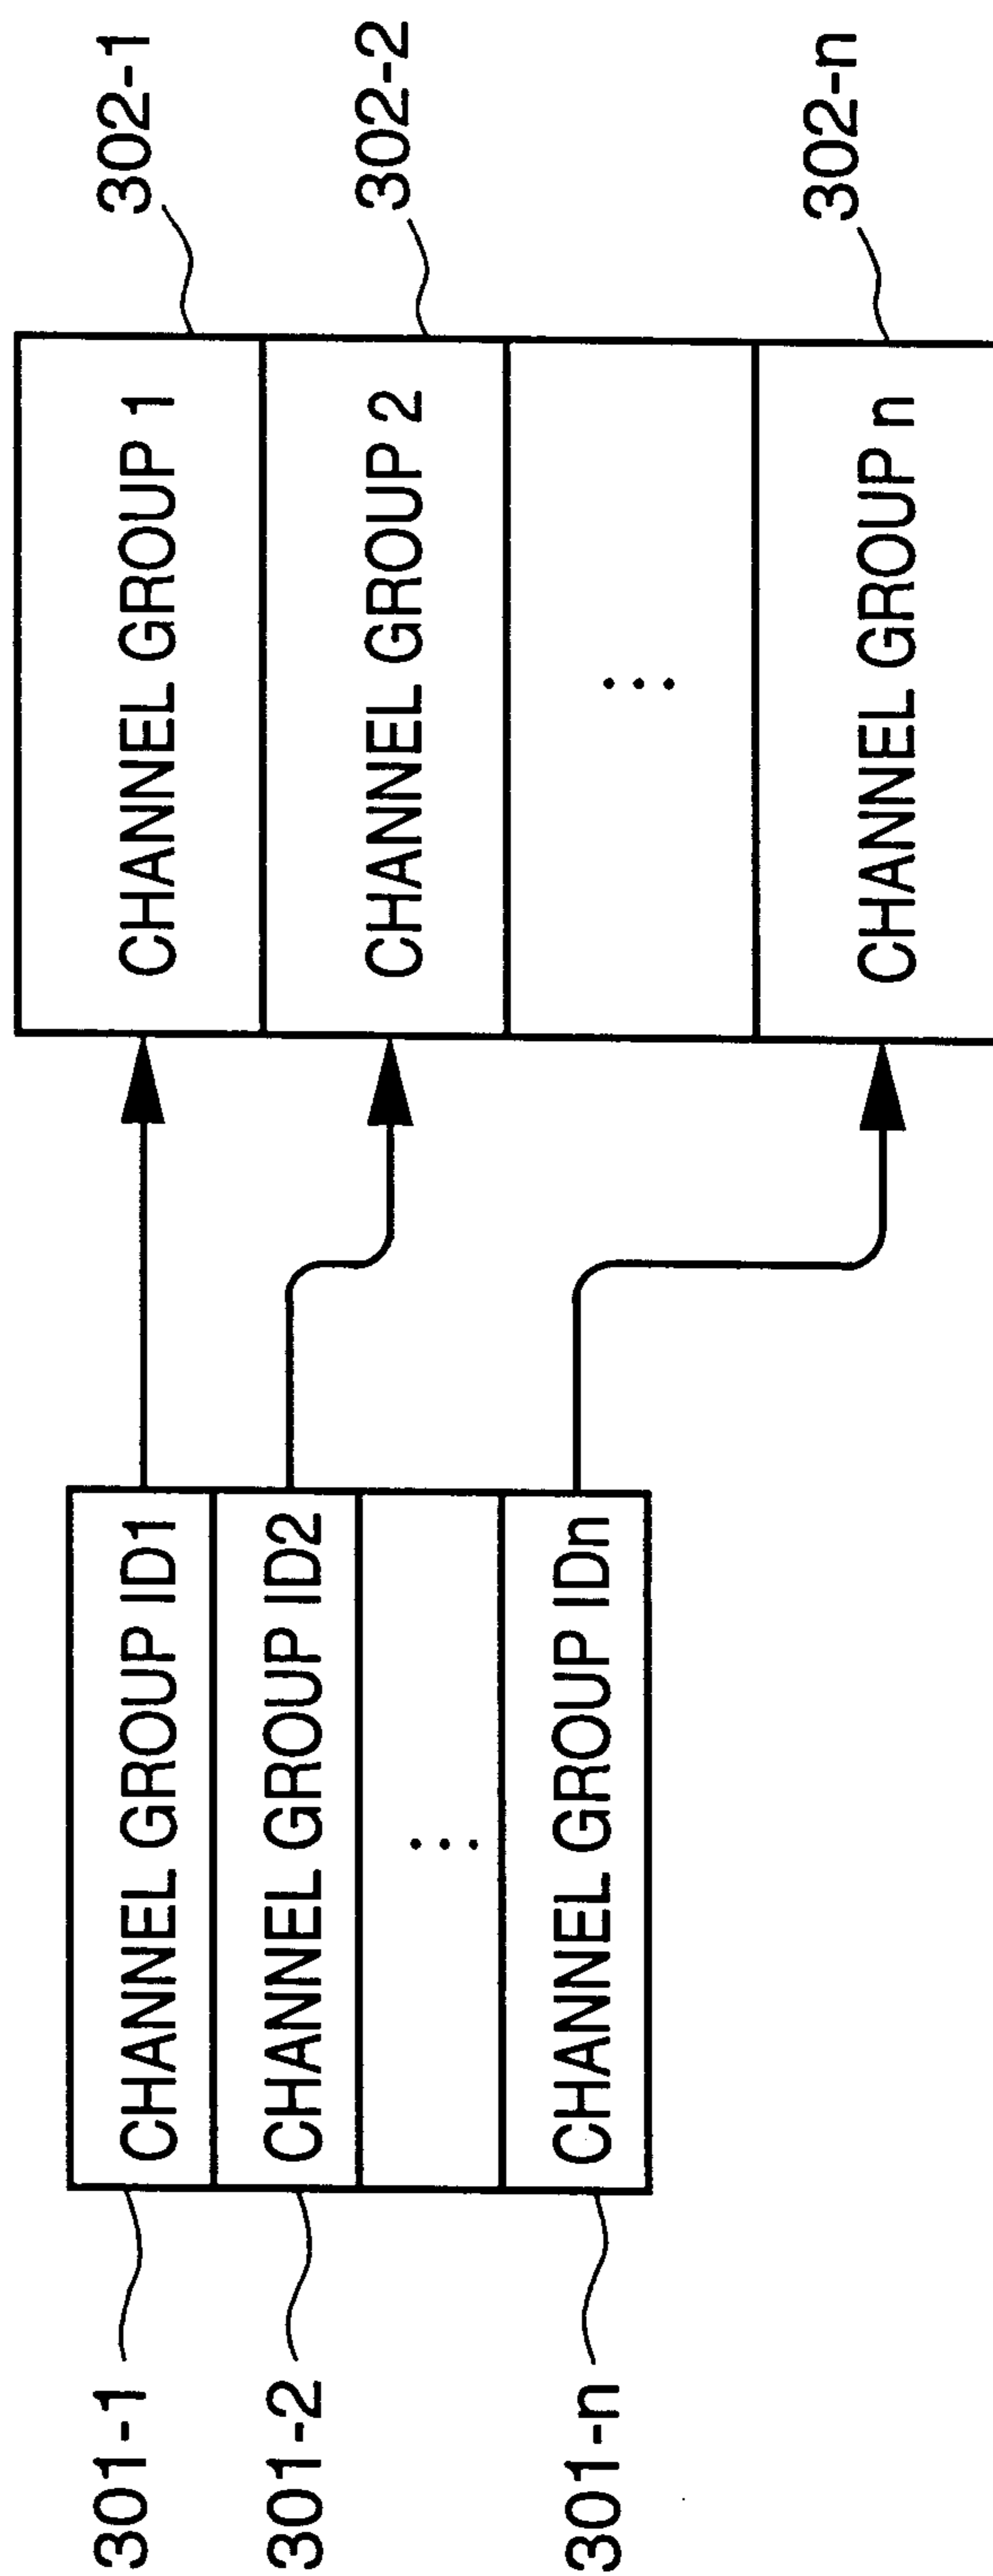 302-1
302-2
302-n
CHANNEL GROUP 1
CHANNEL GROUP 2
...
CHANNEL GROUP n
CHANNEL GROUP ID1
CHANNEL GROUP ID2
...
CHANNEL GROUP IDn
301-1
301-2
301-n